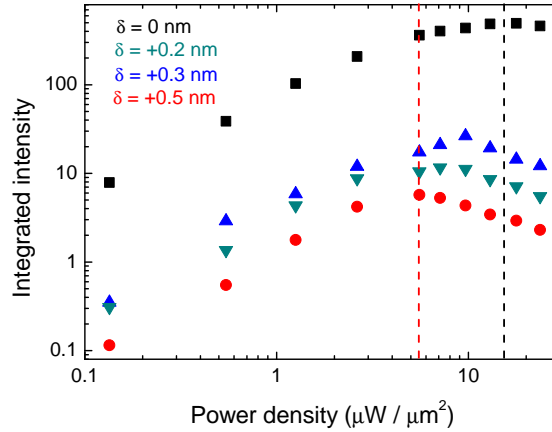 δ = 0 nm
δ = +0.2 nm
δ = +0.3 nm
δ = +0.5 nm
100
10
1
0.1
Integrated intensity
0.1 1 10
Power density (μW / μm²)